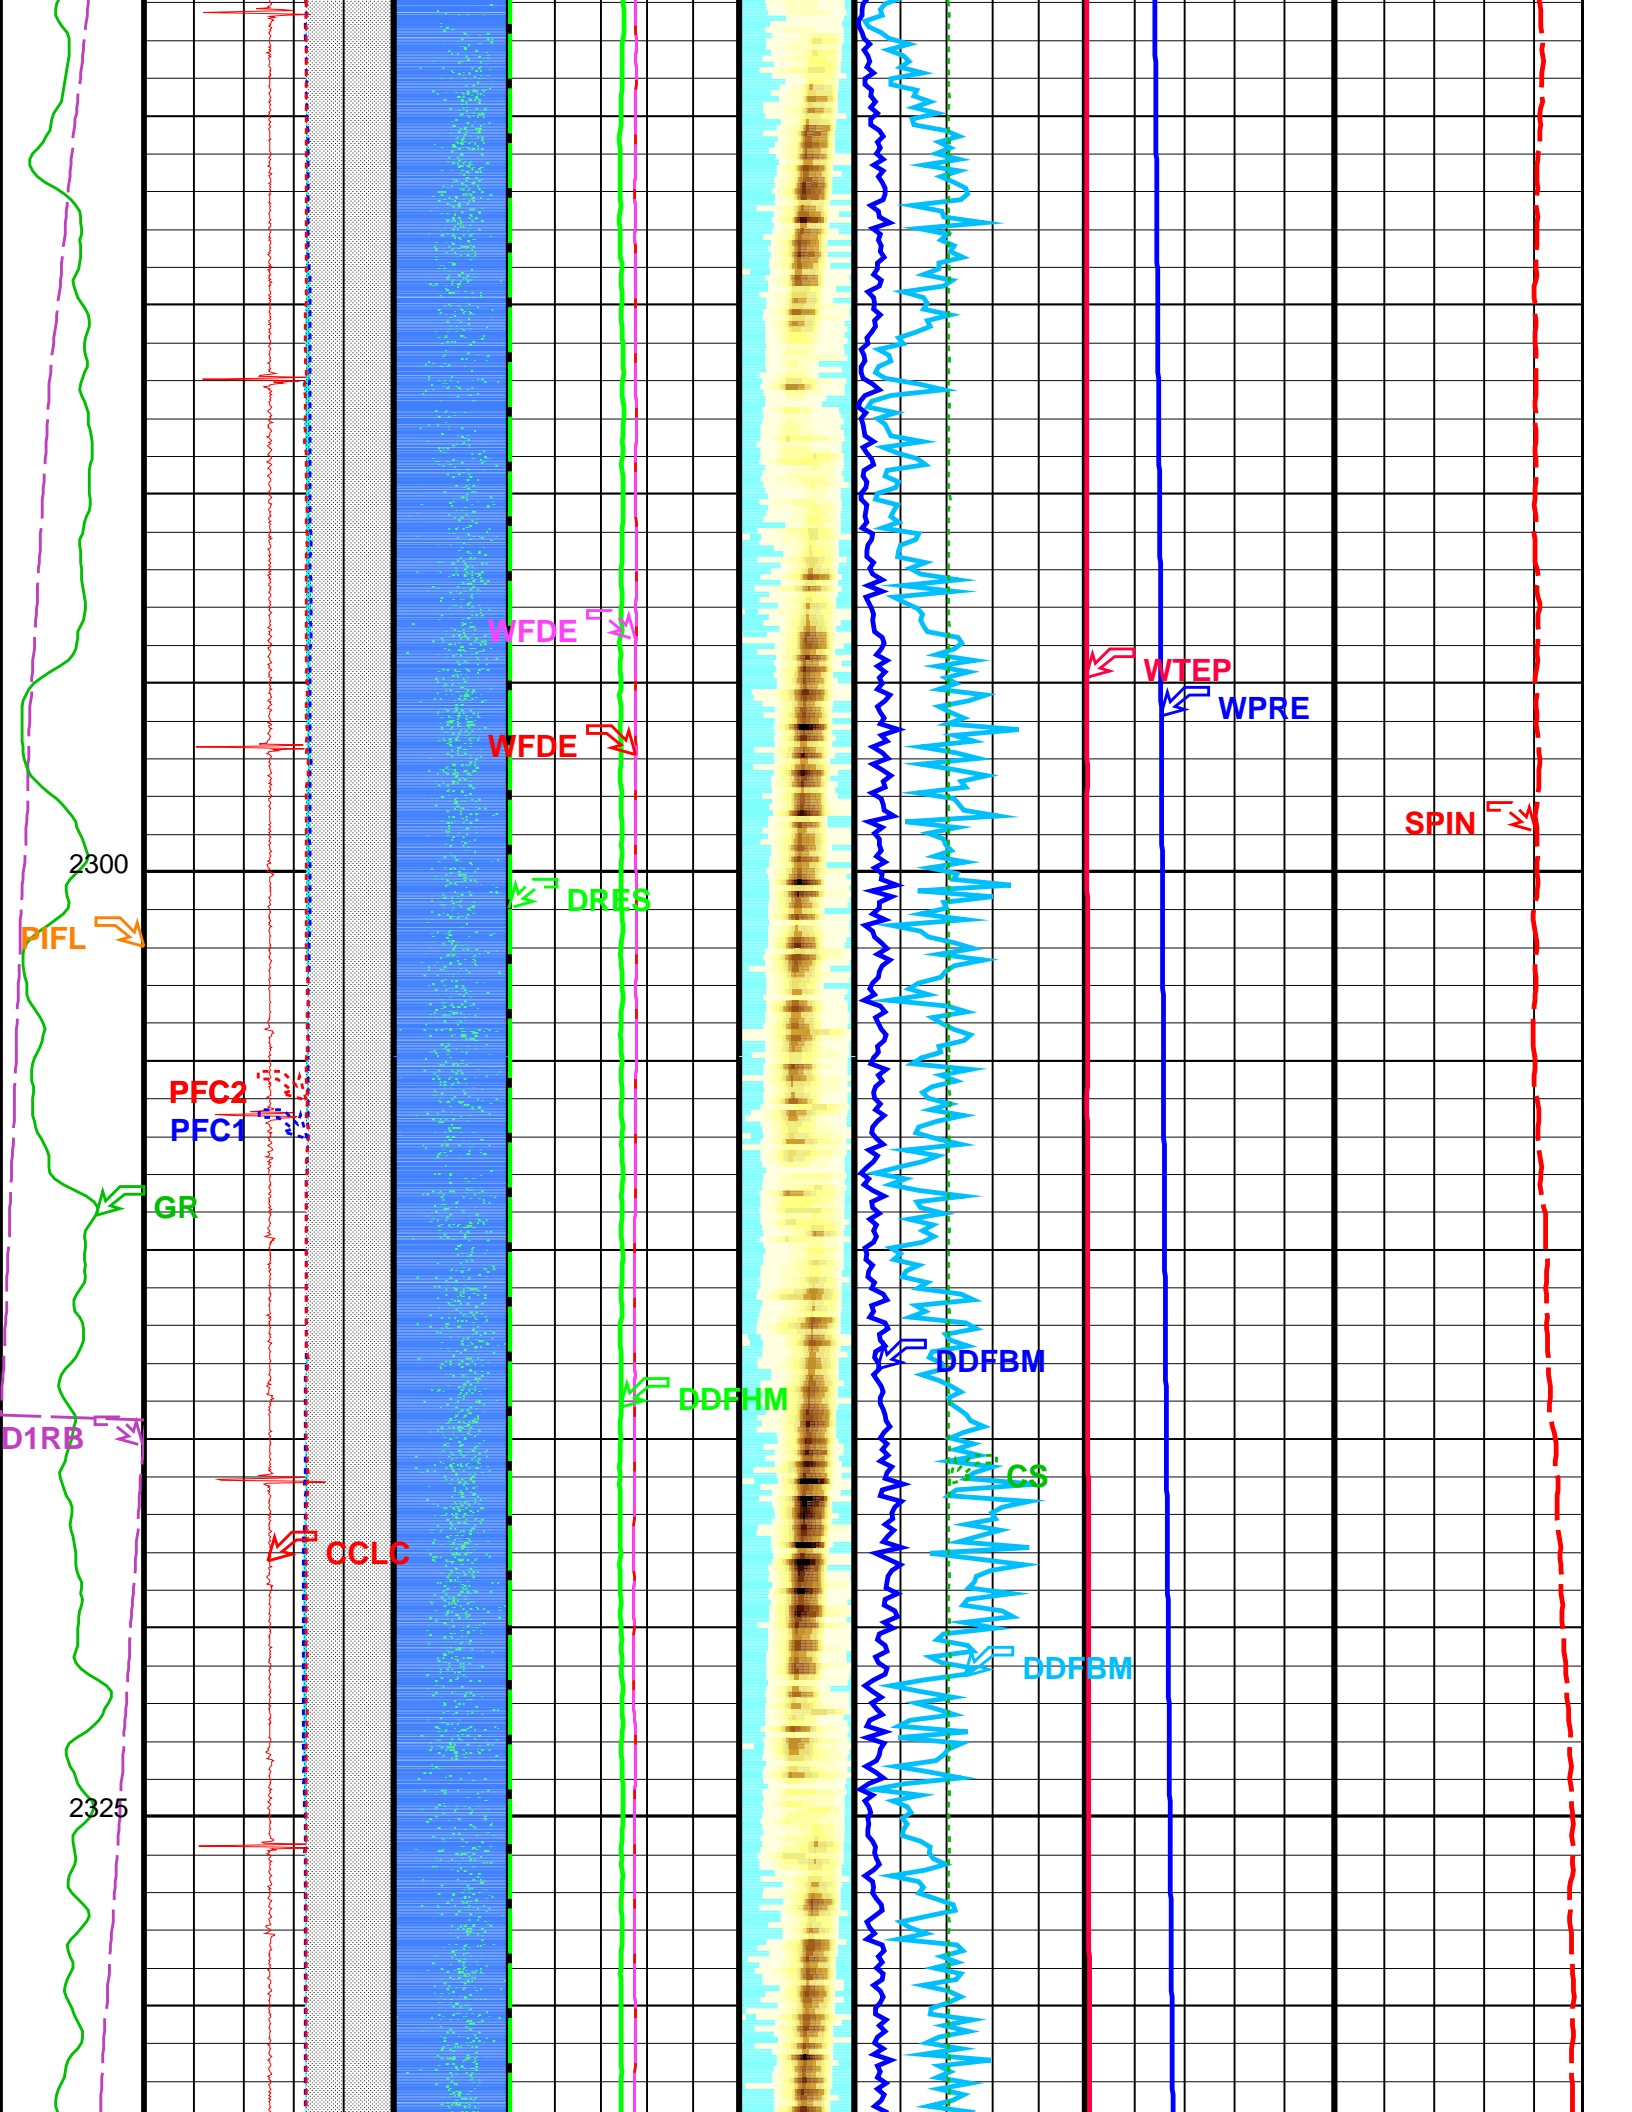 WFDE
WTEP
WPRE
WFDE
SPIN
2300
DRES
PIFL
PFC2
PFC1
GR
DDFBM
DDFHM
D1RB
CS
CCLC
DDFBM
2325